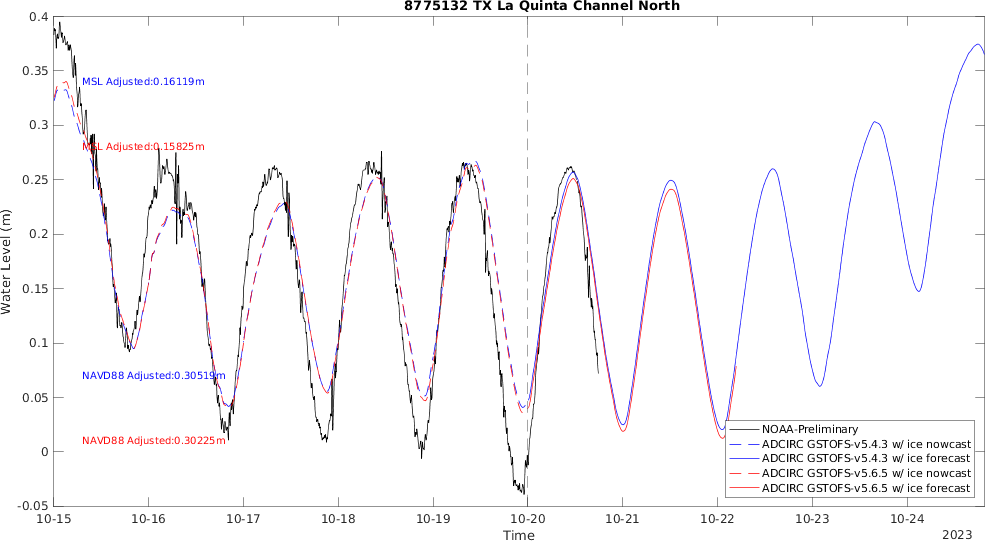 8775132 TX La Quinta Channel North
0.4
0.35
0.3
0.25
0.2
0.15
0.1
0.05
0
-0.05
Water Level (m)
MSL Adjusted:0.16119m
MSL Adjusted:0.15825m
NAVD88 Adjusted:0.30519m
NAVD88 Adjusted:0.30225m
NOAA-Preliminary
ADCIRC GSTOFS-v5.4.3 w/ ice nowcast
ADCIRC GSTOFS-v5.4.3 w/ ice forecast
ADCIRC GSTOFS-v5.6.5 w/ ice nowcast
ADCIRC GSTOFS-v5.6.5 w/ ice forecast
10-15 10-16 10-17 10-18 10-19 10-20 10-21 10-22 10-23 10-24
Time
2023